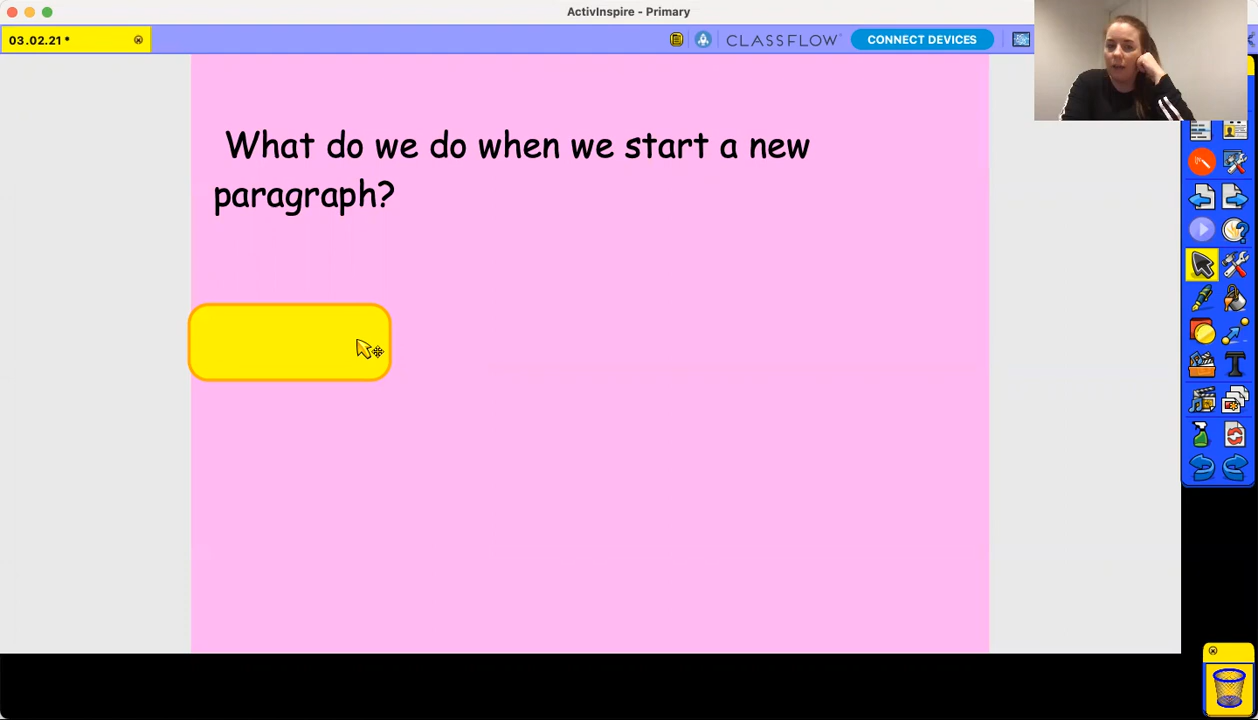 ActivInspire - Primary
03.02.21 *
CLASSFLOW
CONNECT DEVICES
What do we do when we start a new
paragraph?